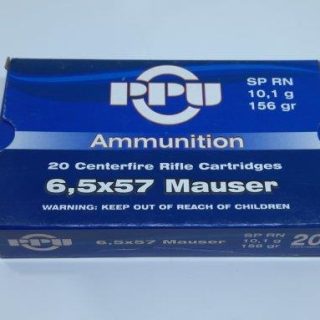 PPU
SP RN
10,1 g
156 gr
Ammunition
20 Centerfire Rifle Cartridges
6,5x57 Mauser
WARNING: KEEP OUT OF REACH OF CHILDREN
PPU
6,5x57 Mauser
SP RN
10,1 g
156 gr
20